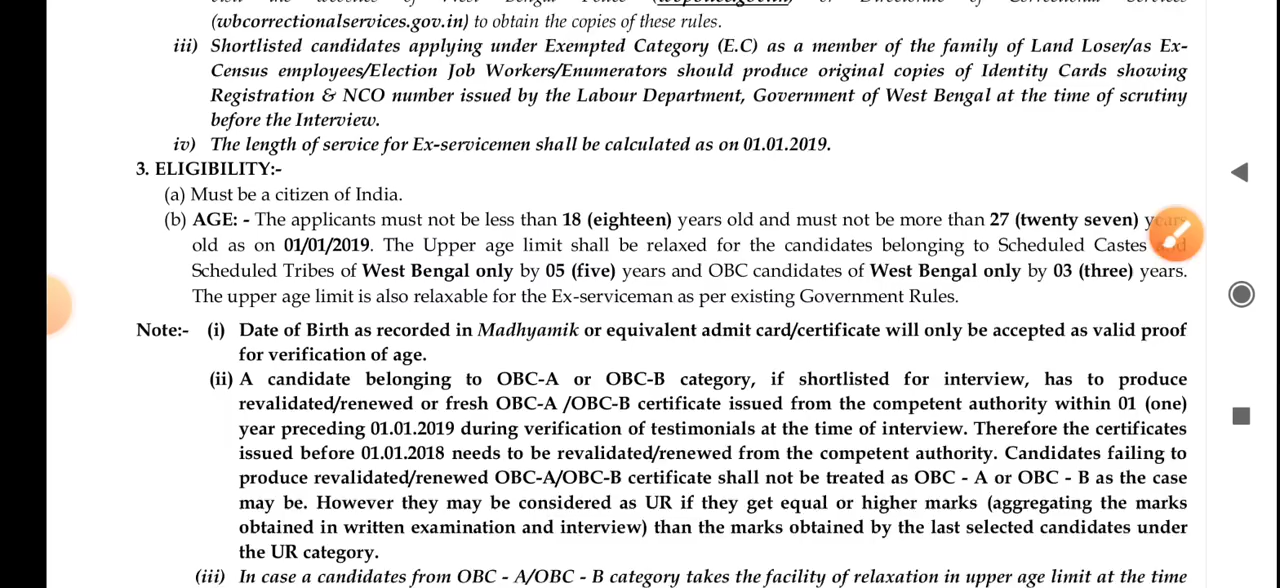 (wbcorrectionalservices.gov.in) to obtain the copies of these rules.
iii) Shortlisted candidates applying under Exempted Category (E.C) as a member of the family of Land Loser/as Ex-
Census employees/Election Job Workers/Enumerators should produce original copies of Identity Cards showing
Registration & NCO number issued by the Labour Department, Government of West Bengal at the time of scrutiny
before the Interview.
iv) The length of service for Ex-servicemen shall be calculated as on 01.01.2019.
3. ELIGIBILITY:-
(a) Must be a citizen of India.
(b) AGE: - The applicants must not be less than 18 (eighteen) years old and must not be more than 27 (twenty seven) years
old as on 01/01/2019. The Upper age limit shall be relaxed for the candidates belonging to Scheduled Castes and
Scheduled Tribes of West Bengal only by 05 (five) years and OBC candidates of West Bengal only by 03 (three) years.
The upper age limit is also relaxable for the Ex-serviceman as per existing Government Rules.
Note:- (i) Date of Birth as recorded in Madhyamik or equivalent admit card/certificate will only be accepted as valid proof
for verification of age.
(ii) A candidate belonging to OBC-A or OBC-B category, if shortlisted for interview, has to produce
revalidated/renewed or fresh OBC-A /OBC-B certificate issued from the competent authority within 01 (one)
year preceding 01.01.2019 during verification of testimonials at the time of interview. Therefore the certificates
issued before 01.01.2018 needs to be revalidated/renewed from the competent authority. Candidates failing to
produce revalidated/renewed OBC-A/OBC-B certificate shall not be treated as OBC - A or OBC - B as the case
may be. However they may be considered as UR if they get equal or higher marks (aggregating the marks
obtained in written examination and interview) than the marks obtained by the last selected candidates under
the UR category.
(iii) In case a candidates from OBC - A/OBC - B category takes the facility of relaxation in upper age limit at the time